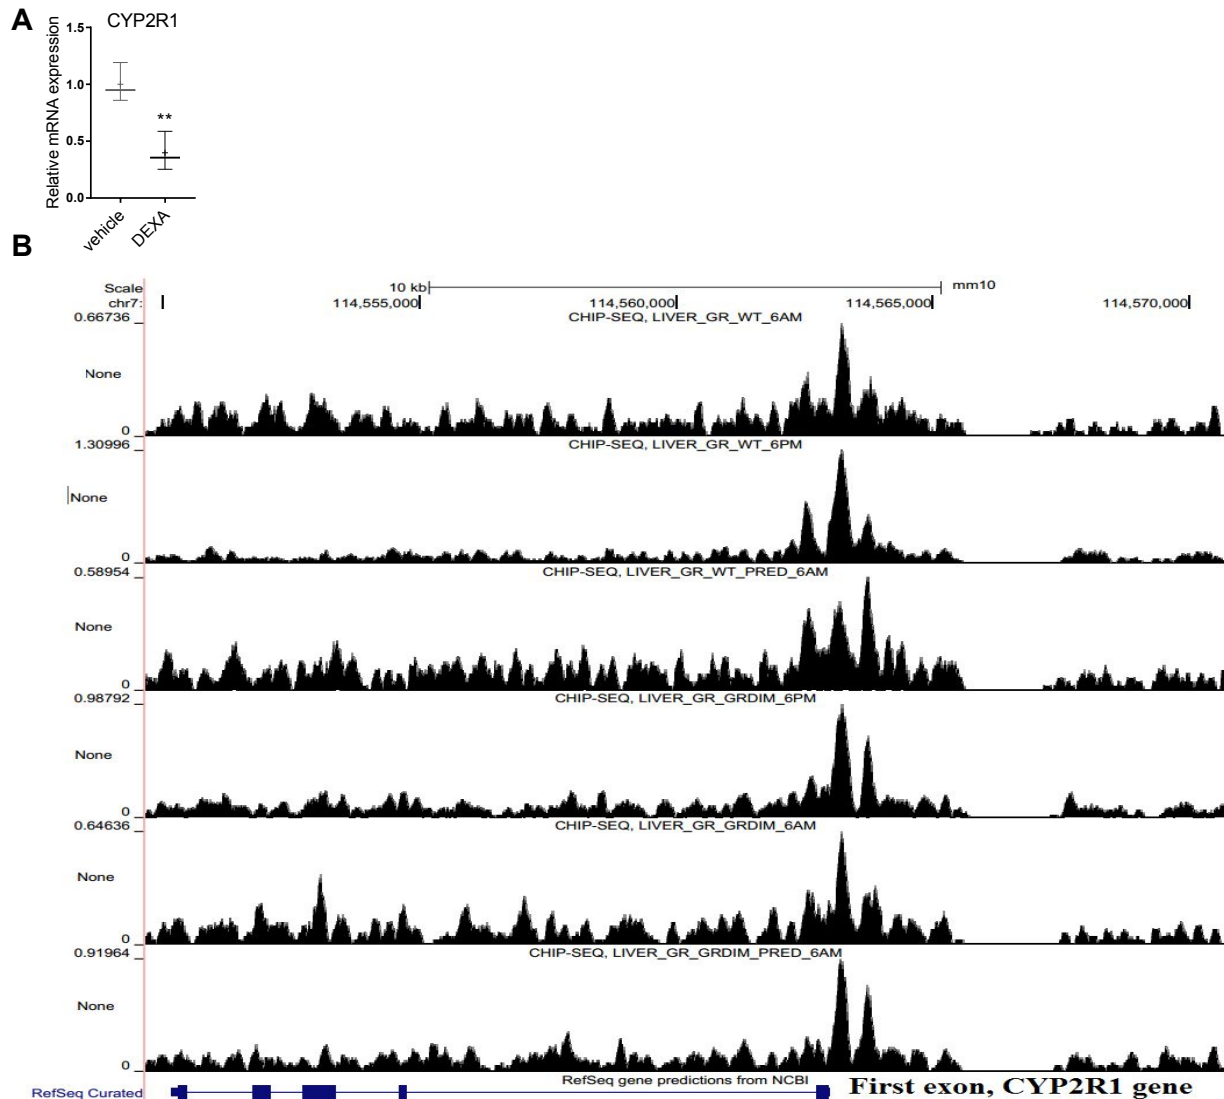 A
CYP2R1
Relative mRNA expression
1.5
1.0
0.5
0.0
**
vehicle
DEXA
B
Scale
10 kb
mm10
chr7:
114,555,000
114,560,000
114,565,000
114,570,000
0.66736
CHIP-SEQ, LIVER_GR_WT_6AM
None
0
1.30996
CHIP-SEQ, LIVER_GR_WT_6PM
None
0
0.58954
CHIP-SEQ, LIVER_GR_WT_PRED_6AM
None
0
0.98792
CHIP-SEQ, LIVER_GR_GRDIM_6PM
None
0
0.64636
CHIP-SEQ, LIVER_GR_GRDIM_6AM
None
0
0.91964
CHIP-SEQ, LIVER_GR_GRDIM_PRED_6AM
None
0
RefSeq gene predictions from NCBI
RefSeq Curated
First exon, CYP2R1 gene